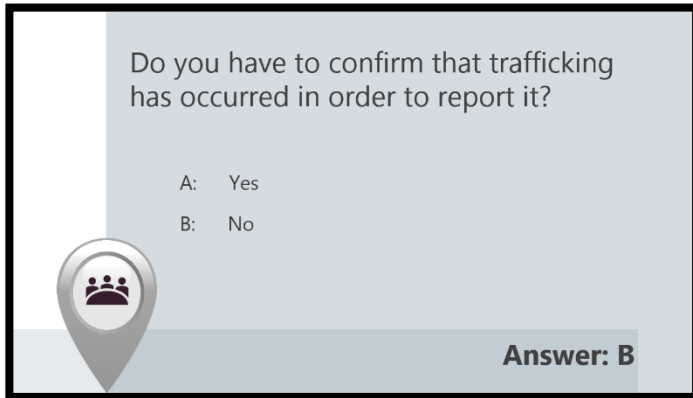 Do you have to confirm that trafficking
has occurred in order to report it?
A: Yes
B: No
Answer: B